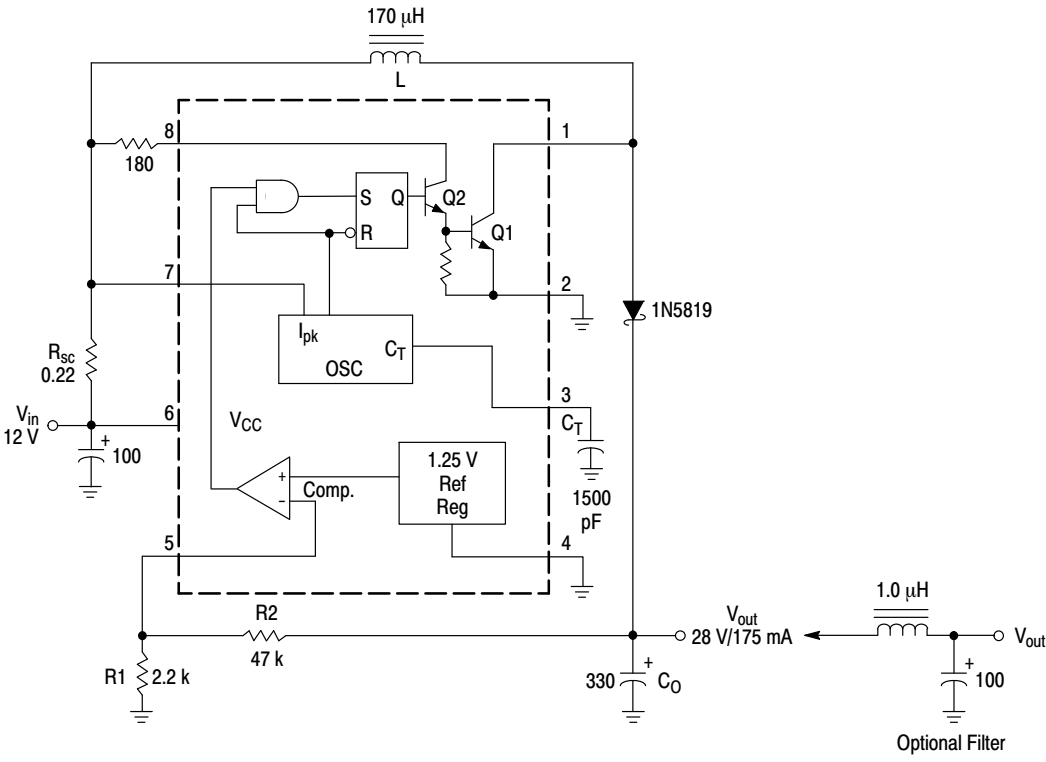 170 μH
L
8
1
180
S
Q
R
Q2
Q1
7
2
1N5819
Ipk
CT
OSC
Rsc
0.22
3
CT
Vin
12 V
6
VCC
+
100
1.25 V
Ref
Reg
+
−
Comp.
1500
pF
5
4
R2
47 k
R1
2.2 k
Vout
28 V/175 mA
1.0 μH
Vout
330
+
CO
+
100
Optional Filter